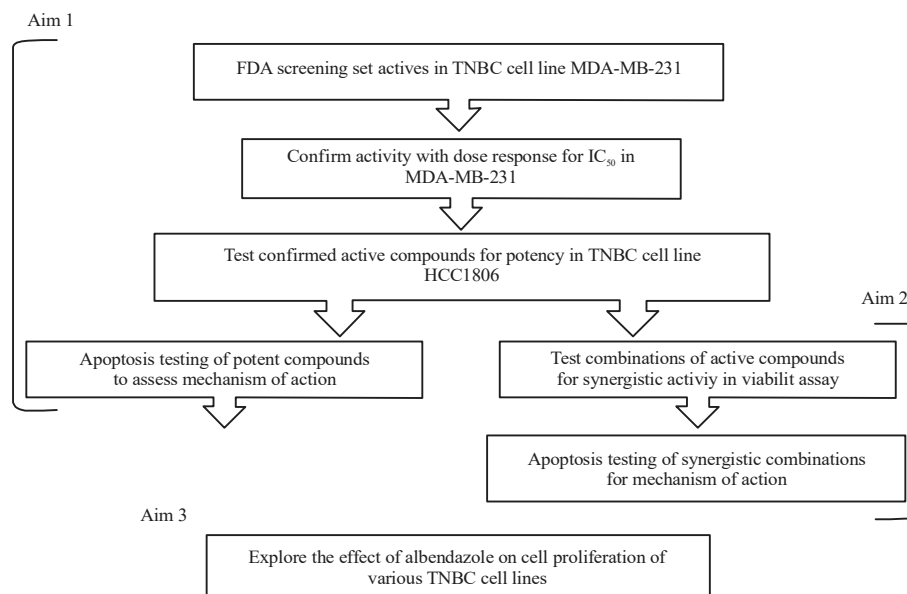 Aim 1
FDA screening set actives in TNBC cell line MDA-MB-231
Confirm activity with dose response for IC₅₀ in
MDA-MB-231
Test confirmed active compounds for potency in TNBC cell line
HCC1806
Aim 2
Apoptosis testing of potent compounds
to assess mechanism of action
Test combinations of active compounds
for synergistic activiy in viabilit assay
Apoptosis testing of synergistic combinations
for mechanism of action
Aim 3
Explore the effect of albendazole on cell proliferation of
various TNBC cell lines